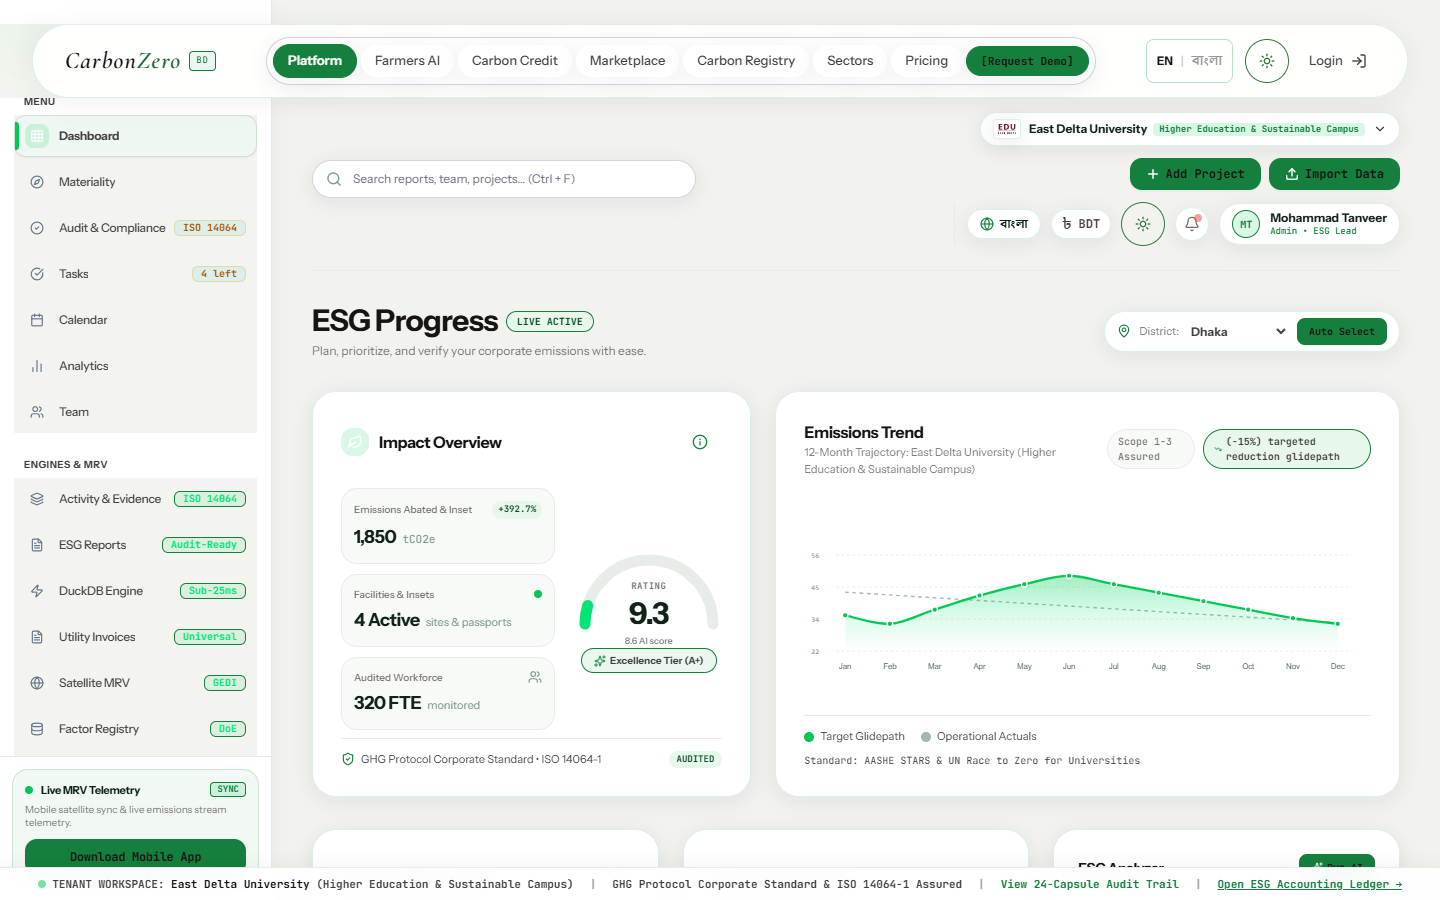 CarbonZero BD
Platform
Farmers AI
Carbon Credit
Marketplace
Carbon Registry
Sectors
Pricing
[Request Demo]
EN | বাংলা
Login
MENU
Dashboard
Materiality
Audit & Compliance ISO 14064
Tasks 4 left
Calendar
Analytics
Team
ENGINES & MRV
Activity & Evidence ISO 14064
ESG Reports Audit-Ready
DuckDB Engine Sub-25ms
Utility Invoices Universal
Satellite MRV GEDI
Factor Registry DoE
Live MRV Telemetry SYNC
Mobile satellite sync & live emissions stream
telemetry.
Download Mobile App
EDU East Delta University Higher Education & Sustainable Campus
Search reports, team, projects... (Ctrl + F)
Add Project
Import Data
বাংলা
৳ BDT
MT
Mohammad Tanveer
Admin • ESG Lead
ESG Progress LIVE ACTIVE
Plan, prioritize, and verify your corporate emissions with ease.
District: Dhaka Auto Select
Impact Overview
Emissions Abated & Inset +392.7%
1,850 tCO2e
Facilities & Insets
4 Active sites & passports
Audited Workforce
320 FTE monitored
RATING
9.3
8.6 AI score
Excellence Tier (A+)
GHG Protocol Corporate Standard • ISO 14064-1 AUDITED
Emissions Trend
12-Month Trajectory: East Delta University (Higher
Education & Sustainable Campus)
Scope 1-3
Assured
(-15%) targeted
reduction glidepath
56
45
34
22
Jan Feb Mar Apr May Jun Jul Aug Sep Oct Nov Dec
Target Glidepath Operational Actuals
Standard: AASHE STARS & UN Race to Zero for Universities
ESG Analyzer
Run AI
TENANT WORKSPACE: East Delta University (Higher Education & Sustainable Campus) | GHG Protocol Corporate Standard & ISO 14064-1 Assured | View 24-Capsule Audit Trail | Open ESG Accounting Ledger →